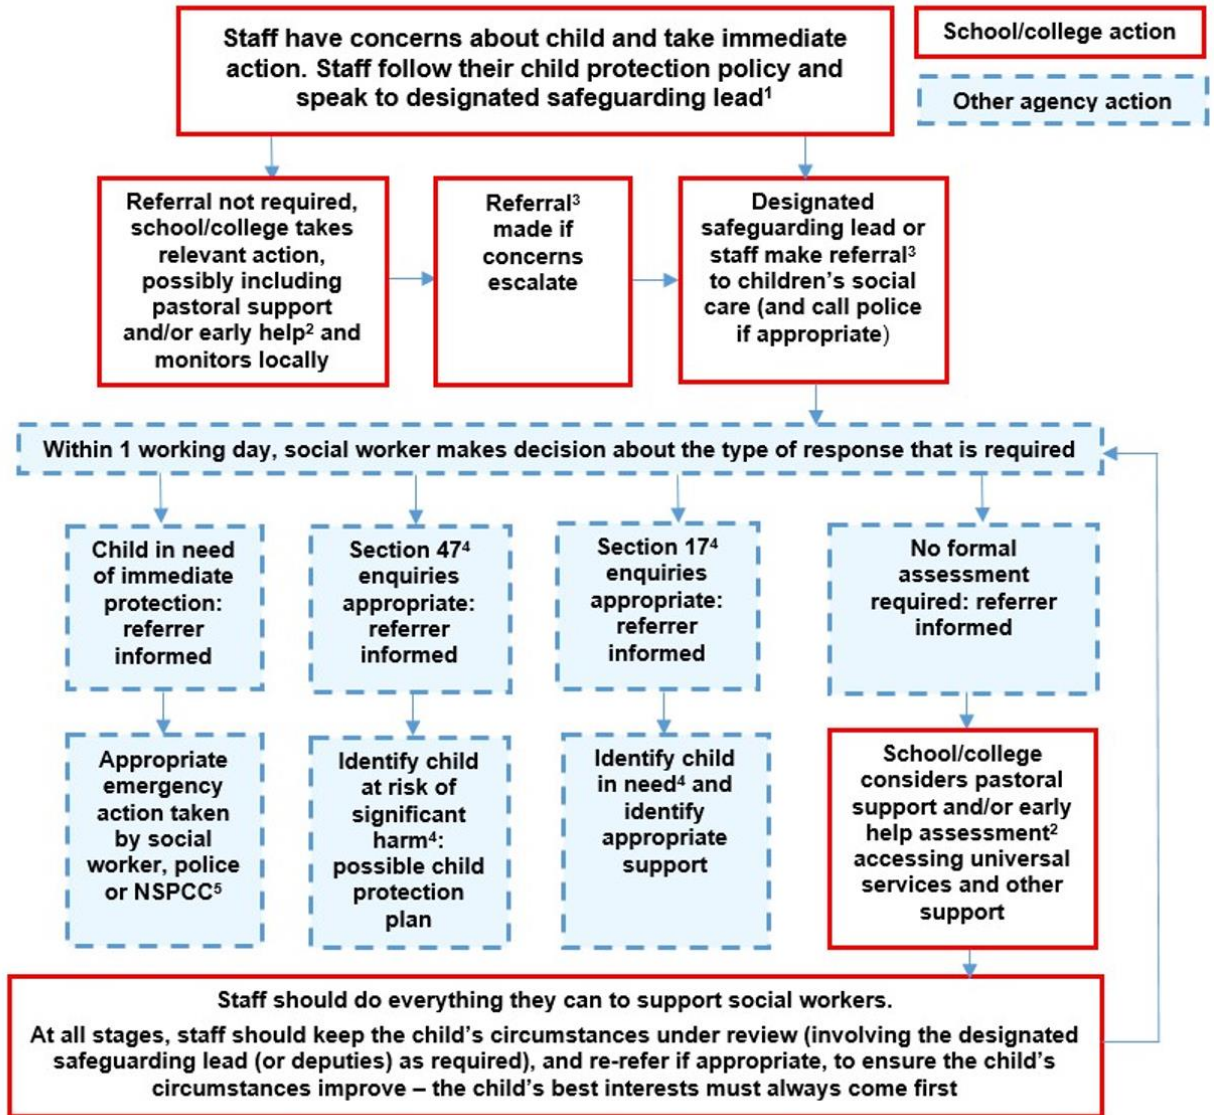 Staff have concerns about child and take immediate
action. Staff follow their child protection policy and
speak to designated safeguarding lead¹
School/college action
Other agency action
Referral not required,
school/college takes
relevant action,
possibly including
pastoral support
and/or early help² and
monitors locally
Referral³
made if
concerns
escalate
Designated
safeguarding lead or
staff make referral³
to children’s social
care (and call police
if appropriate)
Within 1 working day, social worker makes decision about the type of response that is required
Child in need
of immediate
protection:
referrer
informed
Section 47⁴
enquiries
appropriate:
referrer
informed
Section 17⁴
enquiries
appropriate:
referrer
informed
No formal
assessment
required: referrer
informed
Appropriate
emergency
action taken
by social
worker, police
or NSPCC⁵
Identify child
at risk of
significant
harm⁴:
possible child
protection
plan
Identify child
in need⁴ and
identify
appropriate
support
School/college
considers pastoral
support and/or early
help assessment²
accessing universal
services and other
support
Staff should do everything they can to support social workers.
At all stages, staff should keep the child’s circumstances under review (involving the designated
safeguarding lead (or deputies) as required), and re-refer if appropriate, to ensure the child’s
circumstances improve – the child’s best interests must always come first